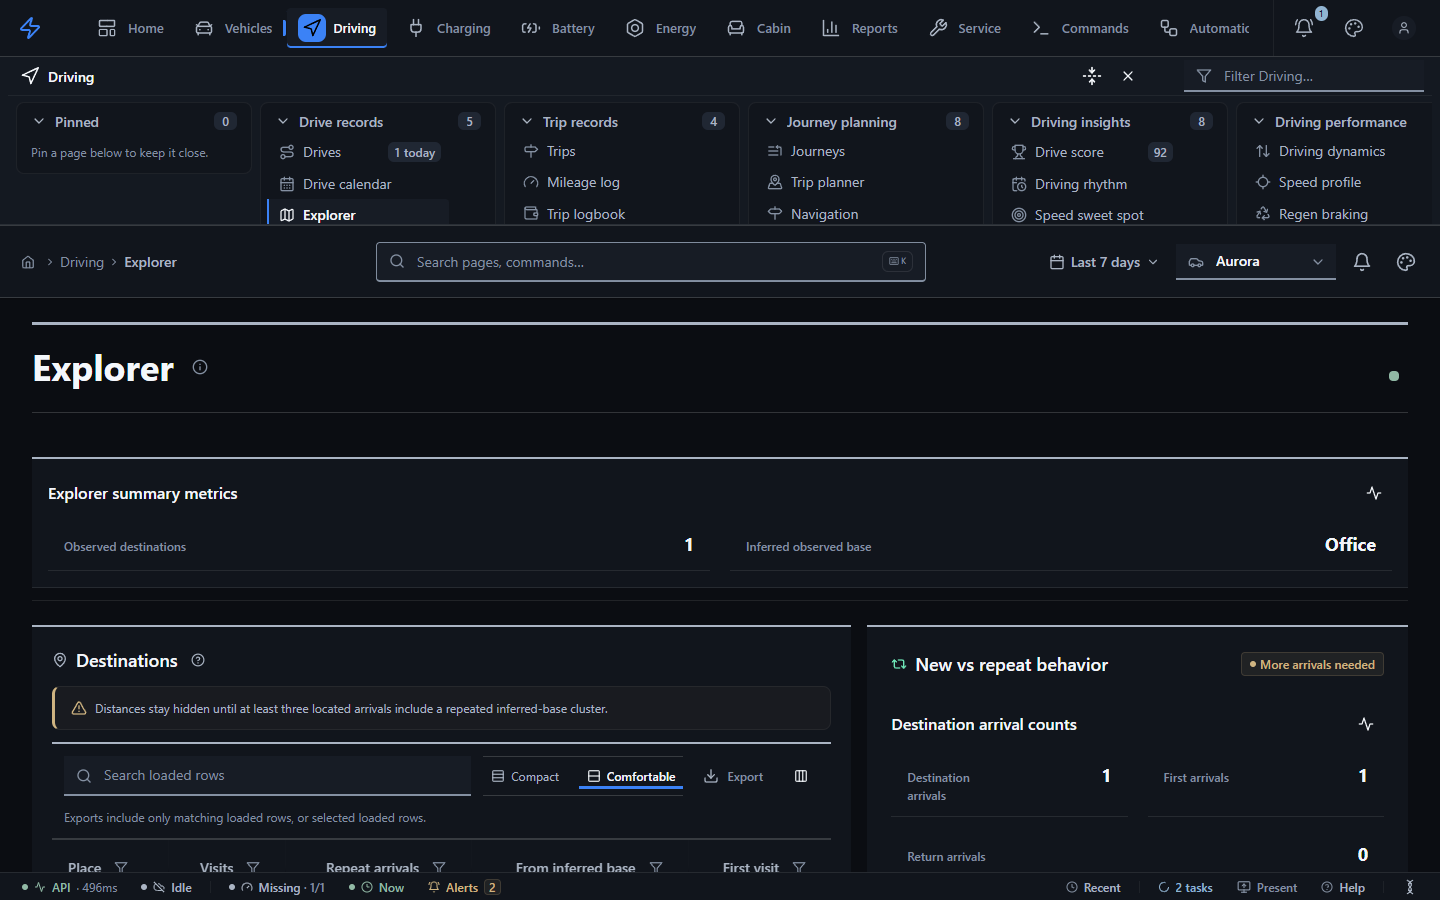 Home
Vehicles
Driving
Charging
Battery
Energy
Cabin
Reports
Service
Commands
Automatic
1
Driving
Filter Driving...
Pinned 0
Pin a page below to keep it close.
Drive records 5
Drives 1 today
Drive calendar
Explorer
Trip records 4
Trips
Mileage log
Trip logbook
Journey planning 8
Journeys
Trip planner
Navigation
Driving insights 8
Drive score 92
Driving rhythm
Speed sweet spot
Driving performance
Driving dynamics
Speed profile
Regen braking
Driving
Explorer
Search pages, commands...
K
Last 7 days
Aurora
Explorer
Explorer summary metrics
Observed destinations 1
Inferred observed base Office
Destinations
Distances stay hidden until at least three located arrivals include a repeated inferred-base cluster.
Search loaded rows
Compact
Comfortable
Export
Exports include only matching loaded rows, or selected loaded rows.
Place
Visits
Repeat arrivals
From inferred base
First visit
New vs repeat behavior
More arrivals needed
Destination arrival counts
Destination
arrivals
1
First arrivals 1
Return arrivals 0
API · 496ms
Idle
Missing · 1/1
Now
Alerts 2
Recent
2 tasks
Present
Help